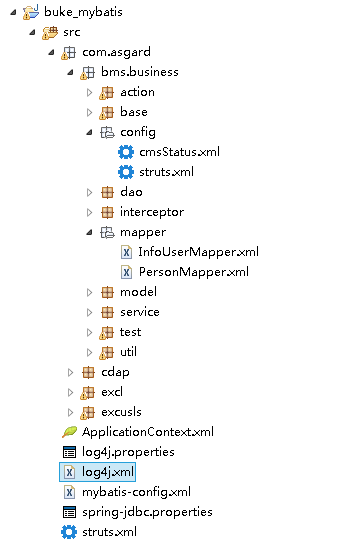 buke_mybatis
src
com.asgard
bms.business
action
base
config
cmsStatus.xml
struts.xml
dao
interceptor
mapper
InfoUserMapper.xml
PersonMapper.xml
model
service
test
util
cdap
excl
excusls
ApplicationContext.xml
log4j.properties
log4j.xml
mybatis-config.xml
spring-jdbc.properties
struts.xml